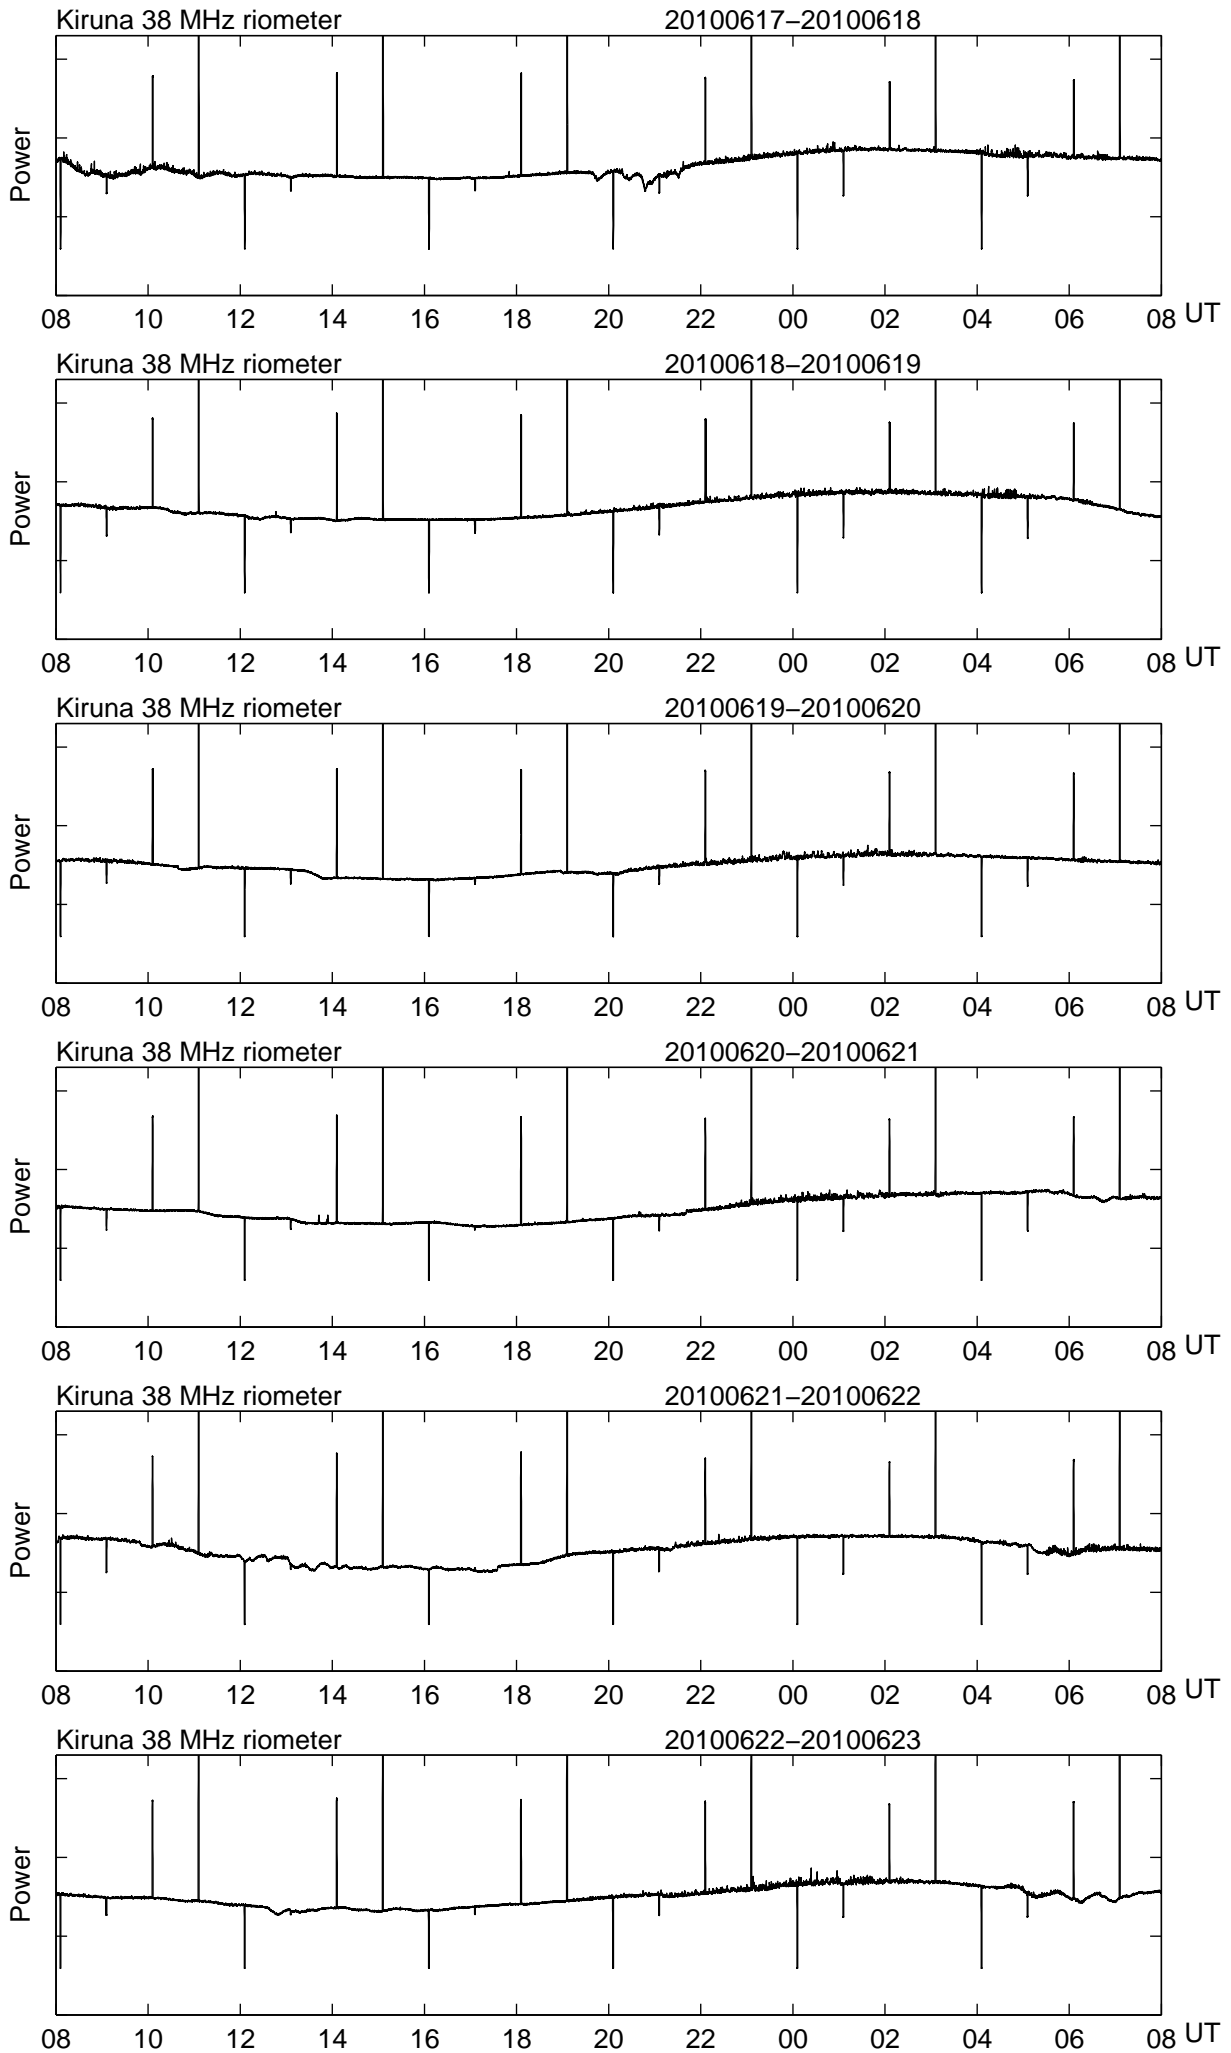 Kiruna 38 MHz riometer 20100617−20100618
Power
08 10 12 14 16 18 20 22 00 02 04 06 08 UT
Kiruna 38 MHz riometer 20100618−20100619
Power
08 10 12 14 16 18 20 22 00 02 04 06 08 UT
Kiruna 38 MHz riometer 20100619−20100620
Power
08 10 12 14 16 18 20 22 00 02 04 06 08 UT
Kiruna 38 MHz riometer 20100620−20100621
Power
08 10 12 14 16 18 20 22 00 02 04 06 08 UT
Kiruna 38 MHz riometer 20100621−20100622
Power
08 10 12 14 16 18 20 22 00 02 04 06 08 UT
Kiruna 38 MHz riometer 20100622−20100623
Power
08 10 12 14 16 18 20 22 00 02 04 06 08 UT